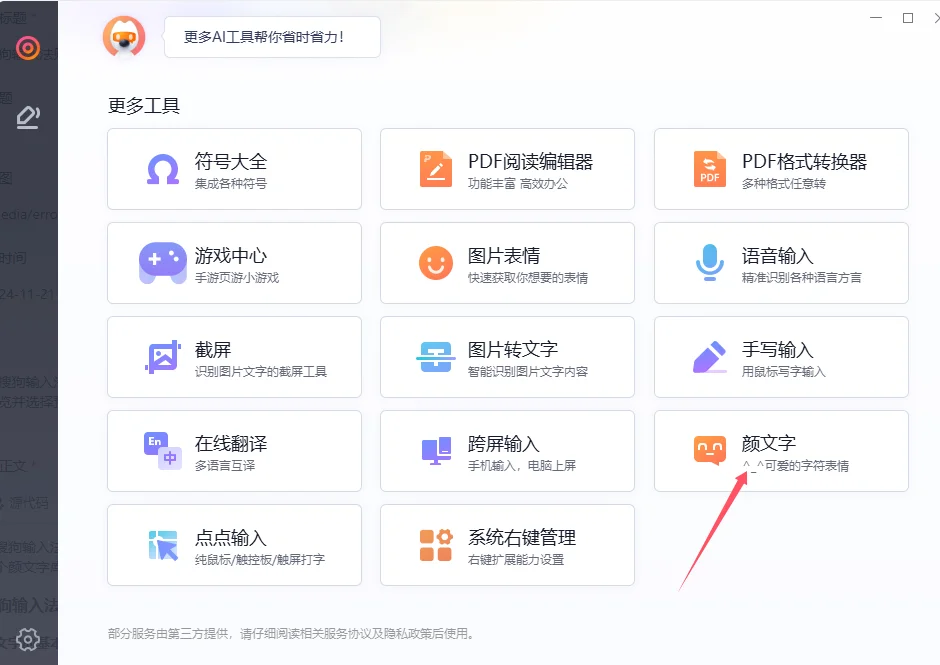 更多AI工具帮你省时省力！
更多工具
符号大全
集成各种符号
PDF阅读编辑器
功能丰富 高效办公
PDF
PDF格式转换器
多种格式任意转
游戏中心
手游页游小游戏
图片表情
快速获取你想要的表情
语音输入
精准识别各种语言方言
截屏
识别图片文字的截屏工具
图片转文字
智能识别图片文字内容
手写输入
用鼠标写字输入
En
中
在线翻译
多语言互译
跨屏输入
手机输入，电脑上屏
颜文字
^_^可爱的字符表情
点点输入
纯鼠标/触控板/触屏打字
系统右键管理
右键扩展能力设置
部分服务由第三方提供，请仔细阅读相关服务协议及隐私政策后使用。